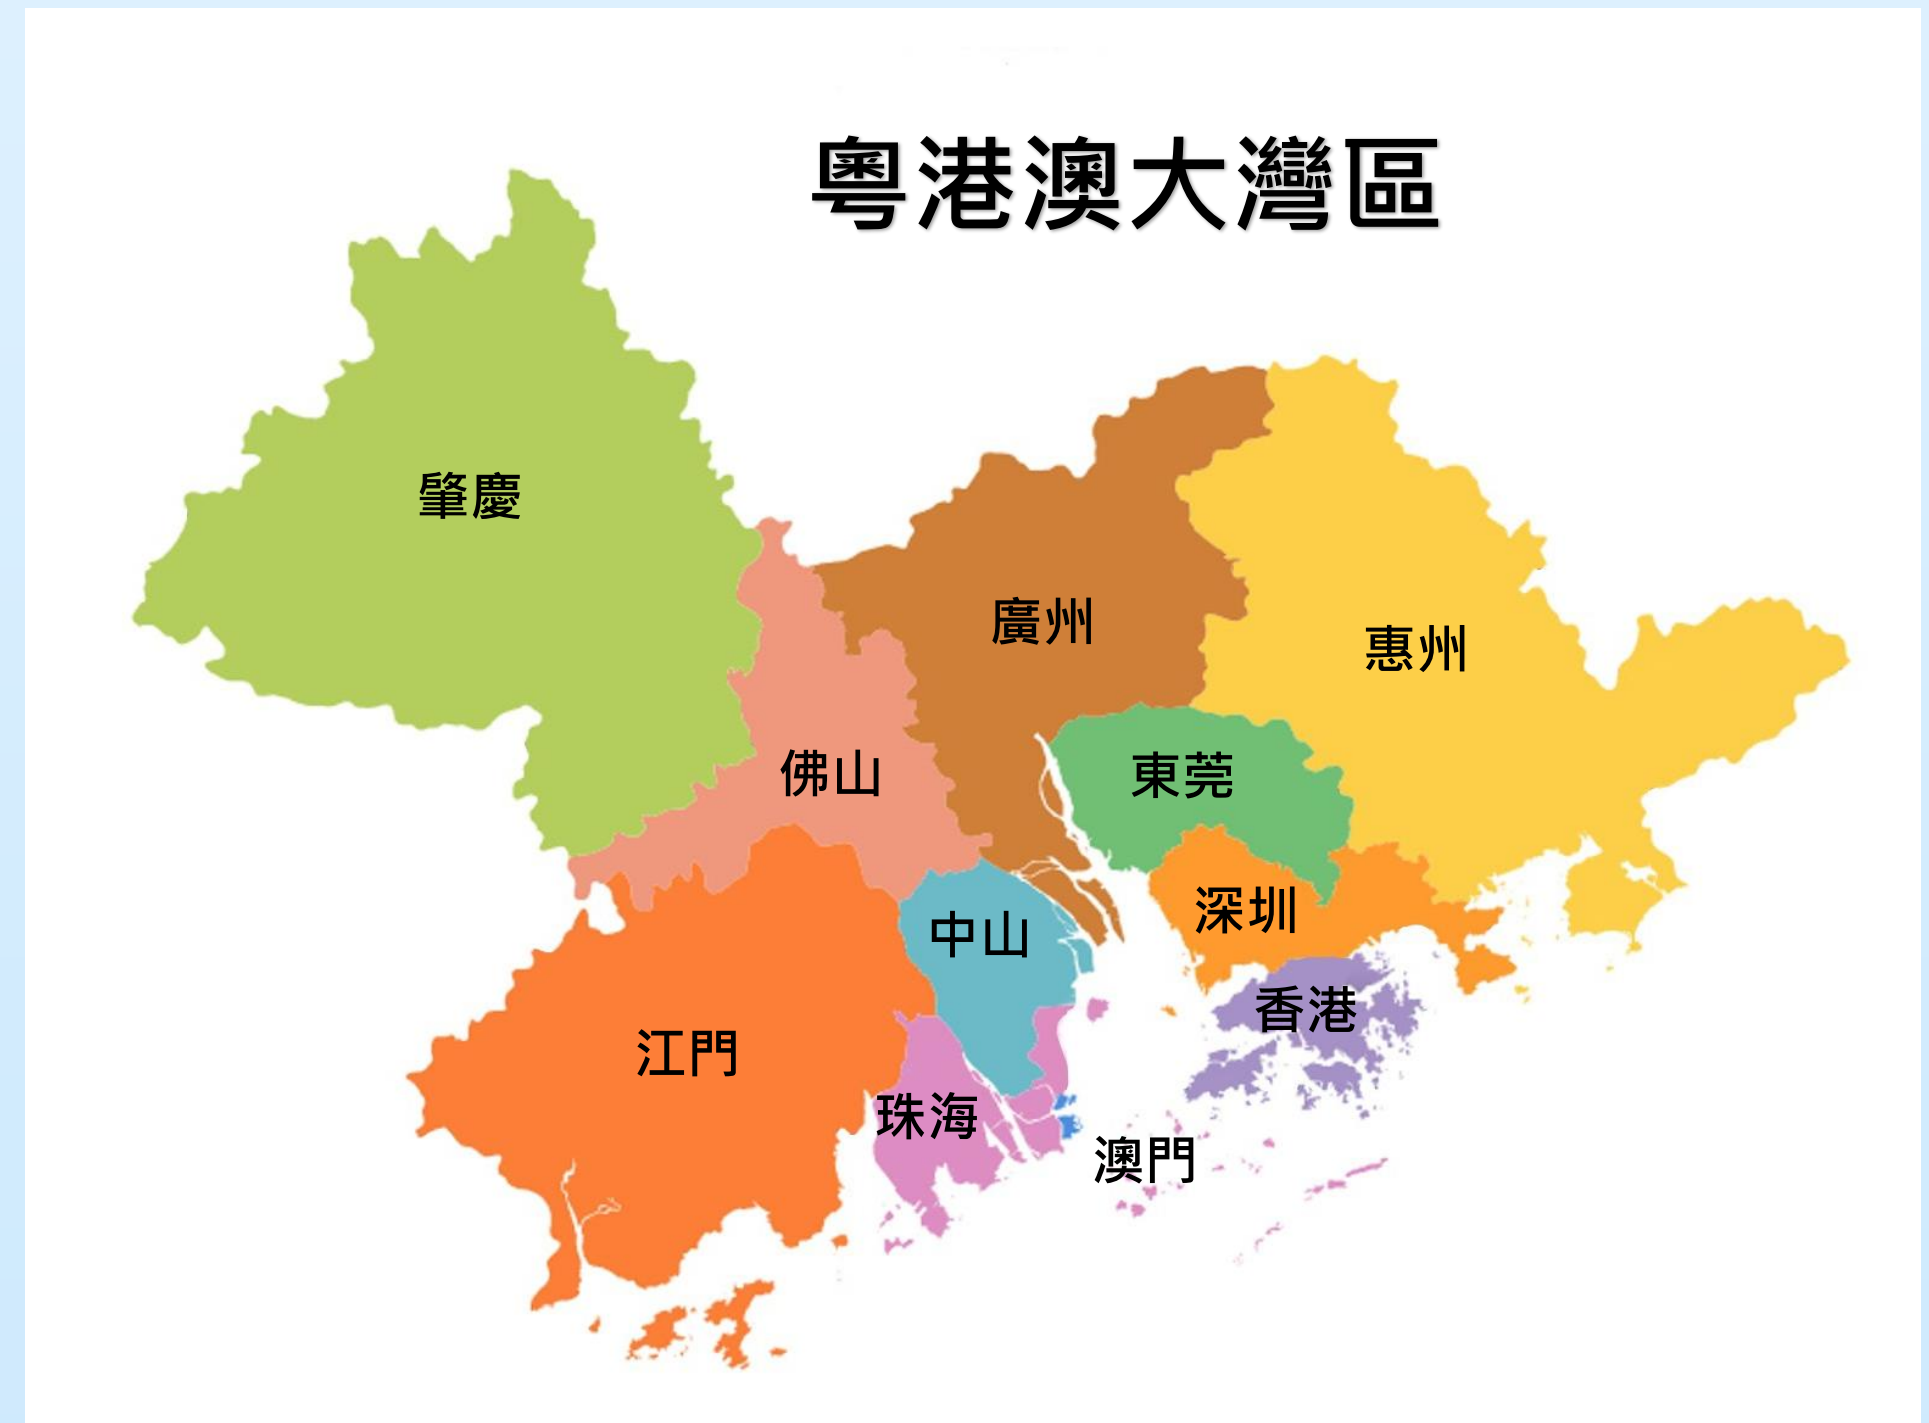 粵港澳大灣區
肇慶
廣州
惠州
佛山
東莞
深圳
中山
香港
江門
珠海
澳門